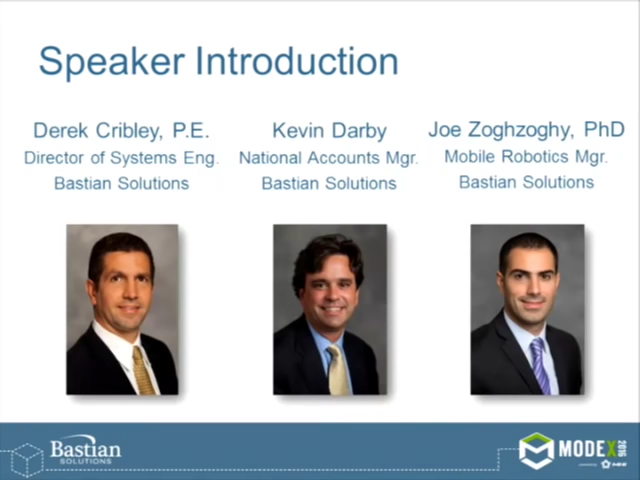 Speaker Introduction
Derek Cribley, P.E.
Director of Systems Eng.
Bastian Solutions
Kevin Darby
National Accounts Mgr.
Bastian Solutions
Joe Zoghzoghy, PhD
Mobile Robotics Mgr.
Bastian Solutions
Bastian
SOLUTIONS
MODEX
2016